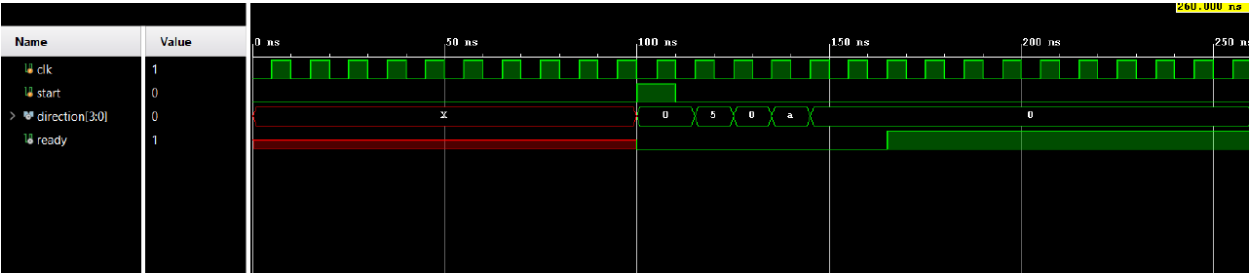 260.000 ns
Name Value 0 ns 50 ns 100 ns 150 ns 200 ns 250 ns
clk 1
start 0
> direction[3:0] 0 X 0 5 0 a 0
ready 1